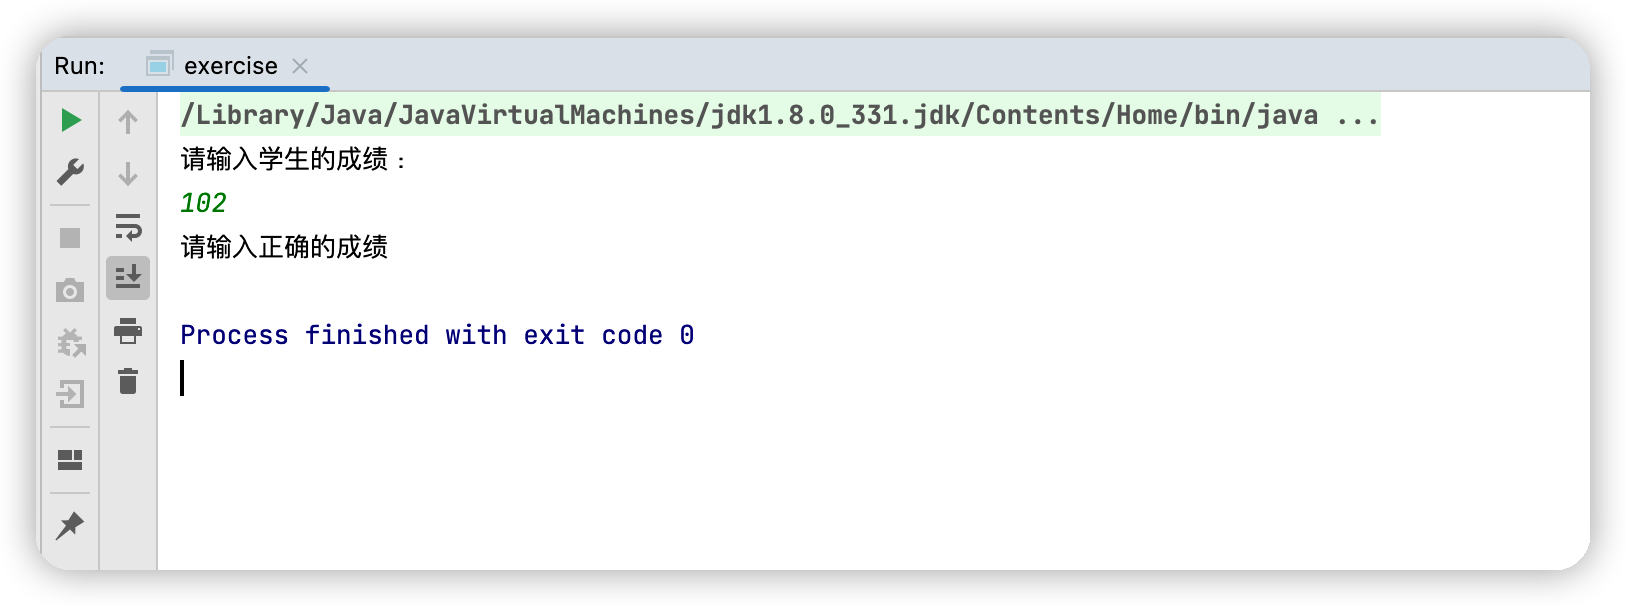 Run: exercise
/Library/Java/JavaVirtualMachines/jdk1.8.0_331.jdk/Contents/Home/bin/java ...
请输入学生的成绩：
102
请输入正确的成绩
Process finished with exit code 0